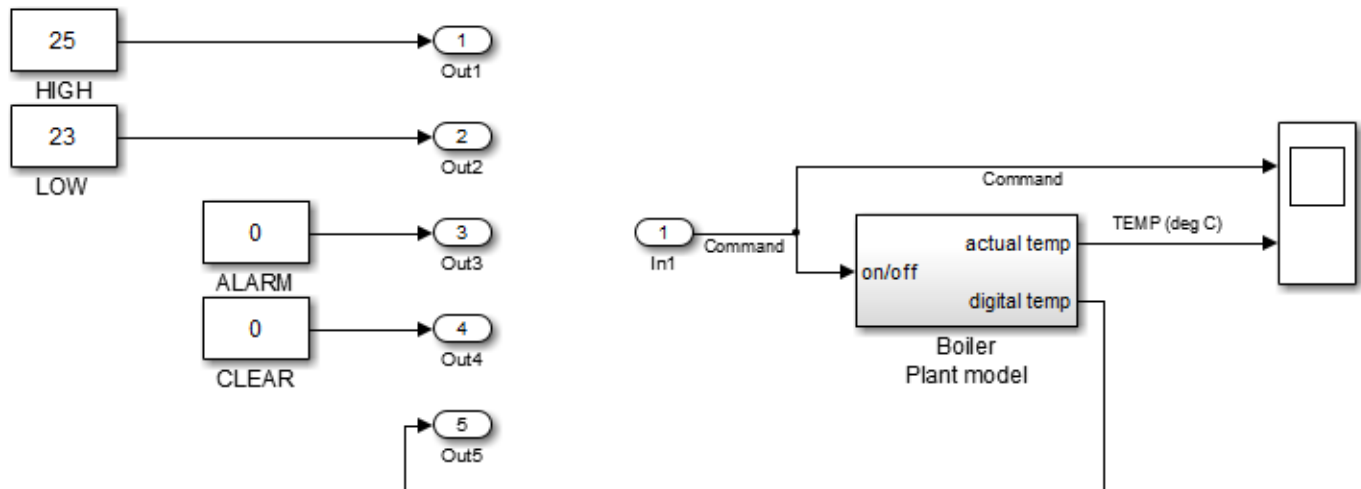 25
HIGH
1
Out1
23
LOW
2
Out2
0
ALARM
3
Out3
0
CLEAR
4
Out4
5
Out5
1
In1
Command
Command
on/off
actual temp
digital temp
Boiler
Plant model
TEMP (deg C)